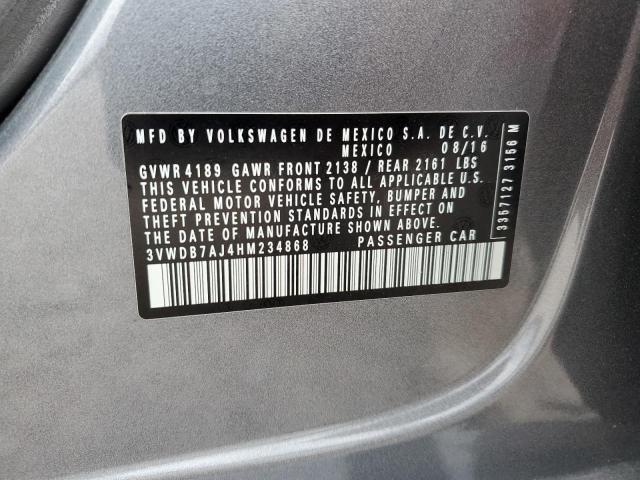 MFD BY VOLKSWAGEN DE MEXICO S.A. DE C.V.
MEXICO 08/16
GVWR 4189 GAWR FRONT 2138 / REAR 2161 LBS
THIS VEHICLE CONFORMS TO ALL APPLICABLE U.S.
FEDERAL MOTOR VEHICLE SAFETY, BUMPER AND
THEFT PREVENTION STANDARDS IN EFFECT ON
DATE OF MANUFACTURE SHOWN ABOVE.
3VWDB7AJ4HM234868 PASSENGER CAR
3357127 3156 M